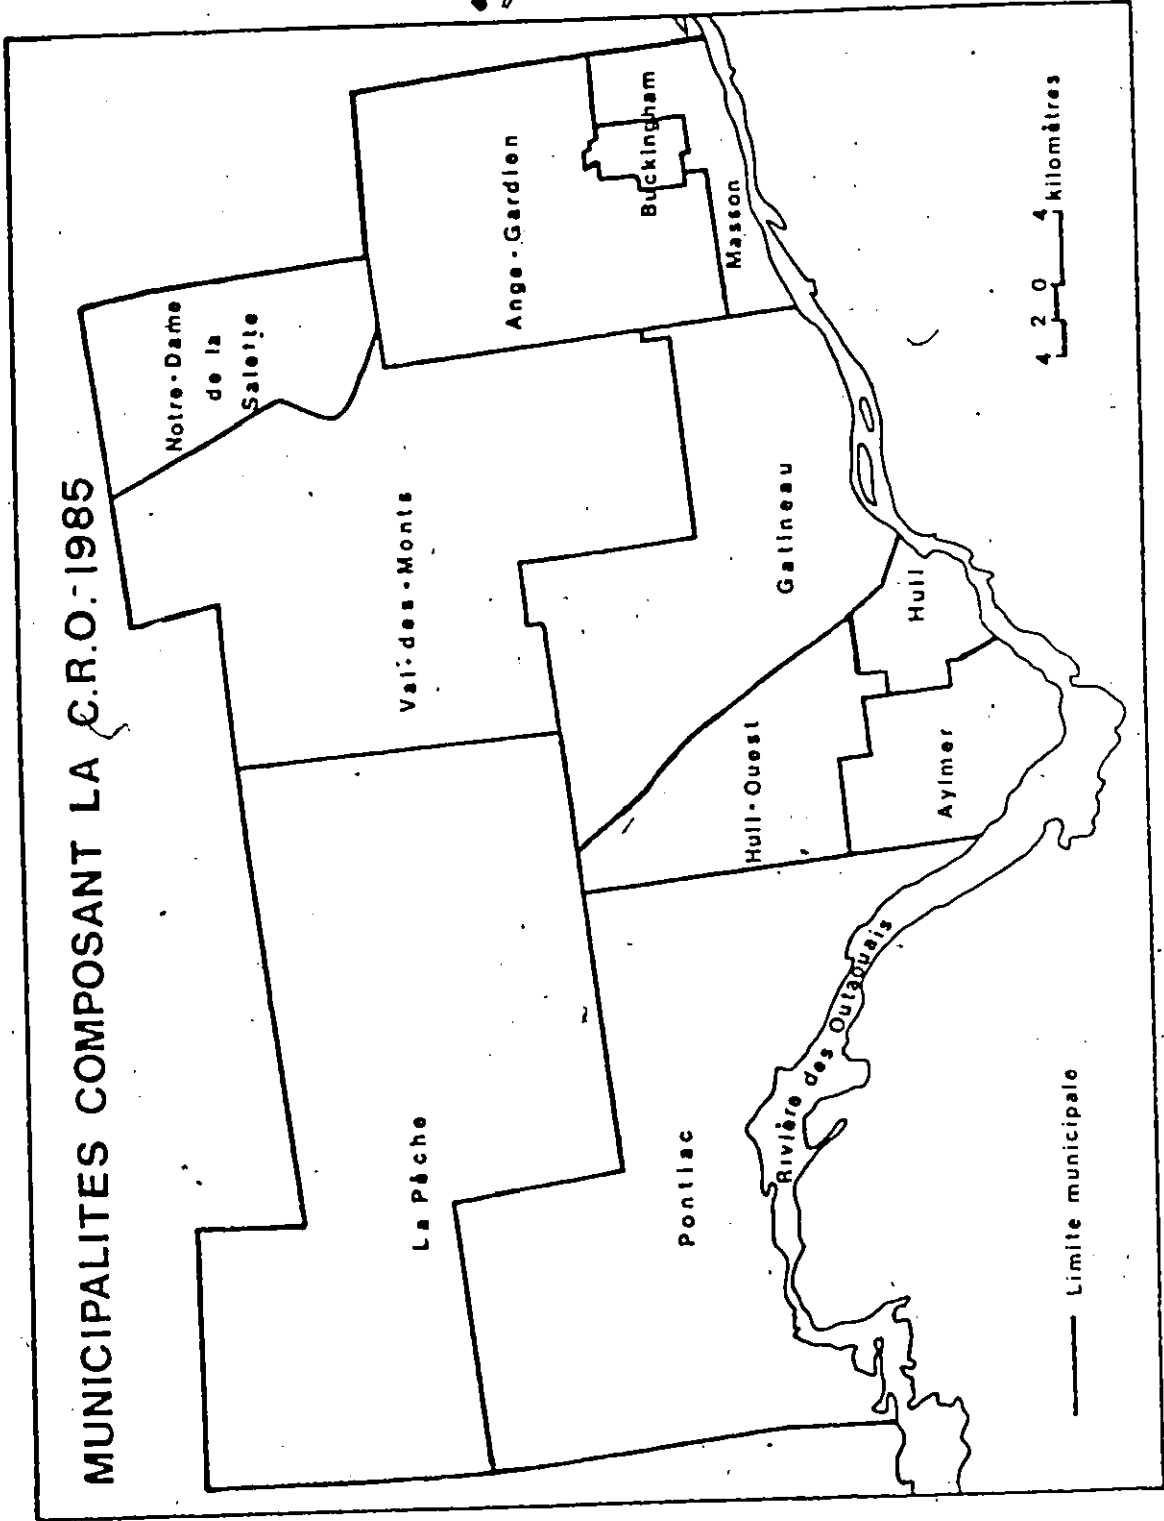 MUNICIPALITES COMPOSANT LA C.R.O.-1985
Notre-Dame
de la
Salette
Val-des-Monts
Ange-Gardien
Buckingham
Masson
La Pêche
Gatineau
Hull-Ouest
Hull
Aylmer
Pontiac
Rivière des Outaouais
Limite municipale
4 2 0 4 kilomètres